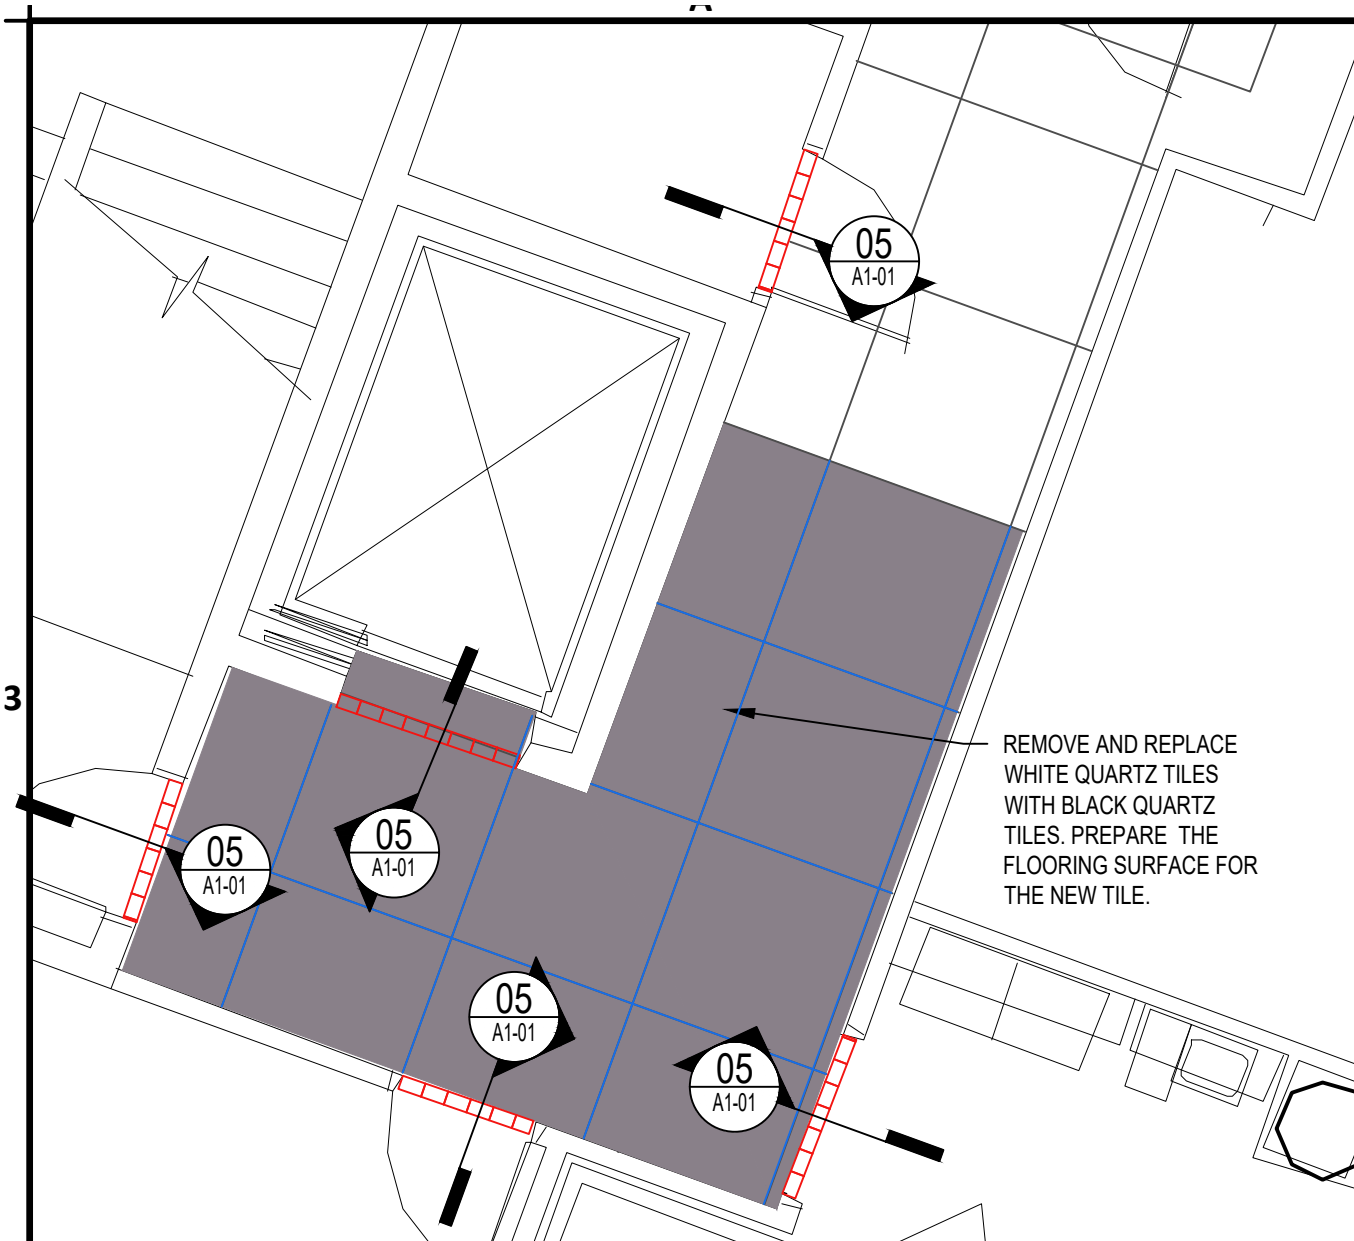 05
A1-01
3
REMOVE AND REPLACE
WHITE QUARTZ TILES
WITH BLACK QUARTZ
TILES. PREPARE THE
FLOORING SURFACE FOR
THE NEW TILE.
05
A1-01
05
A1-01
05
A1-01
05
A1-01